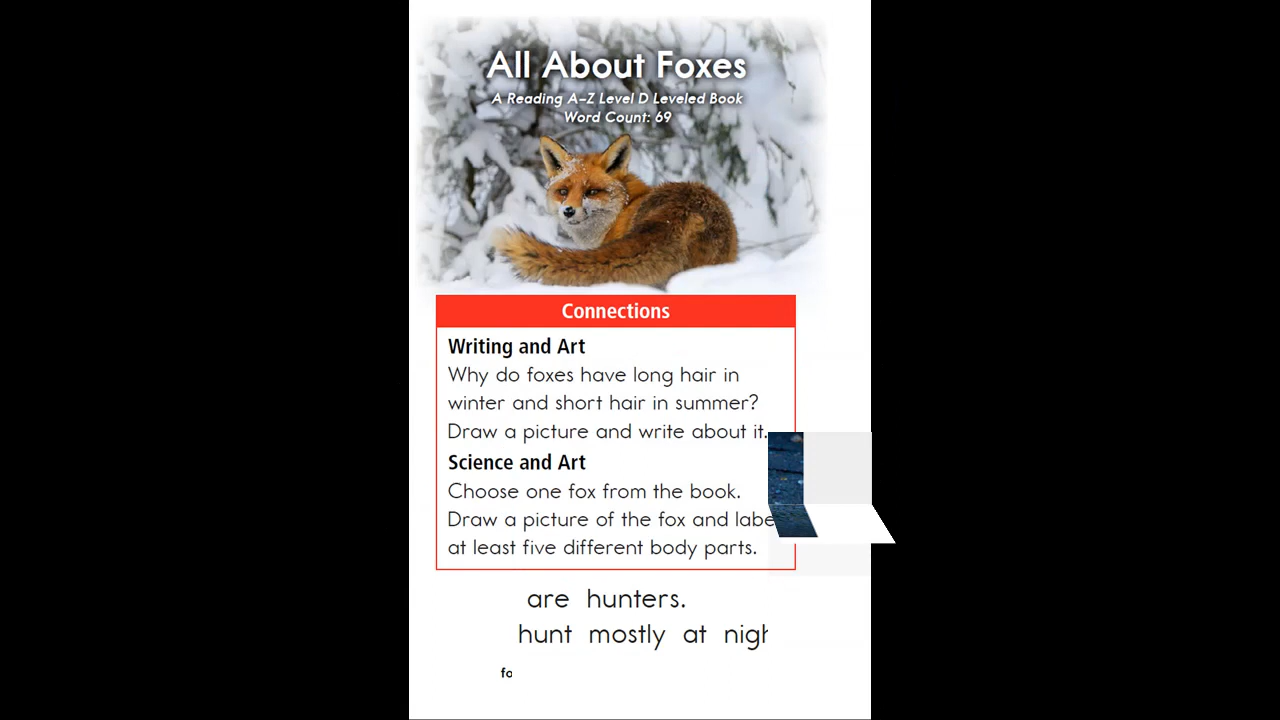 All About Foxes
A Reading A–Z Level D Leveled Book
Word Count: 69
Connections
Writing and Art
Why do foxes have long hair in
winter and short hair in summer?
Draw a picture and write about it.
Science and Art
Choose one fox from the book.
Draw a picture of the fox and labe
at least five different body parts.
are hunters.
hunt mostly at nigh
fo